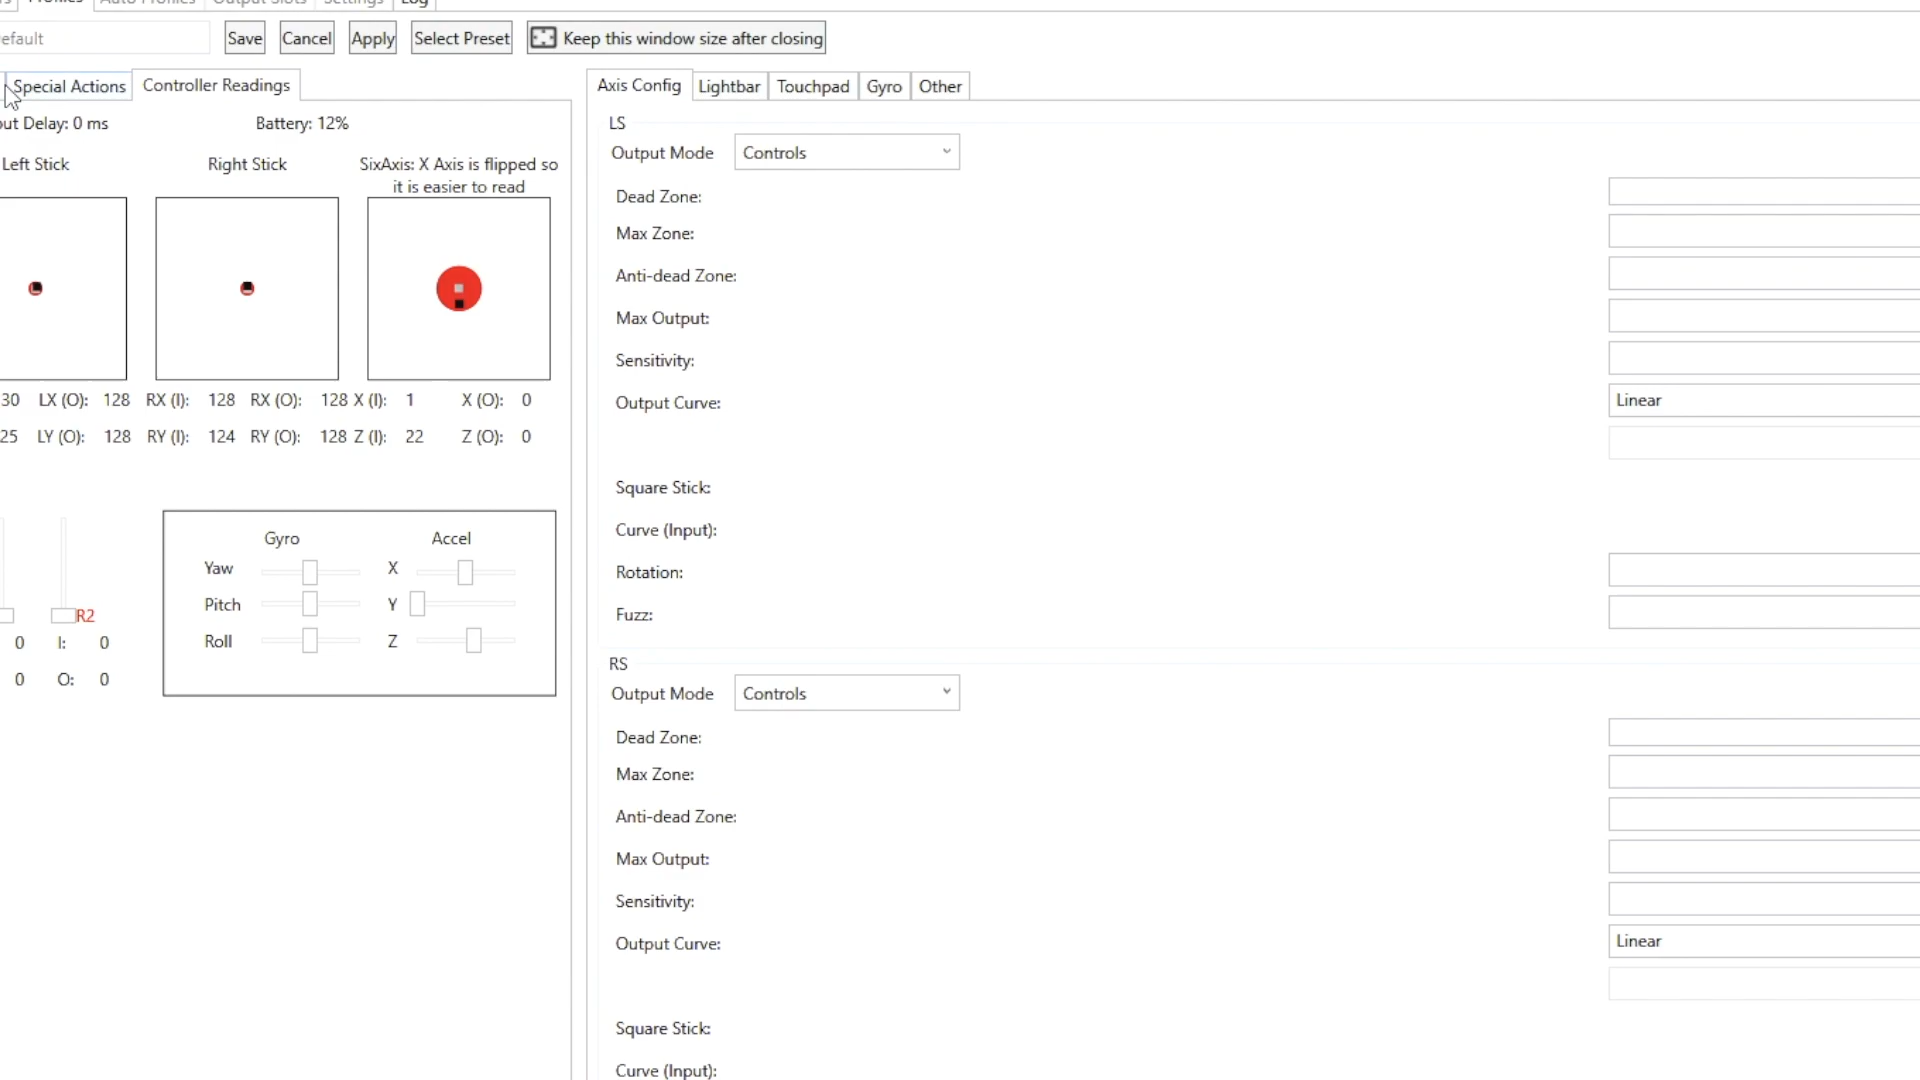 Profiles Auto Profiles Output Slots Settings Log
efault Save Cancel Apply Select Preset Keep this window size after closing
Special Actions Controller Readings
ut Delay: 0 ms Battery: 12%
Left Stick Right Stick SixAxis: X Axis is flipped so
it is easier to read
30 LX (O): 128 RX (I): 128 RX (O): 128 X (I): 1 X (O): 0
25 LY (O): 128 RY (I): 124 RY (O): 128 Z (I): 22 Z (O): 0
Gyro Accel
Yaw X
Pitch Y
R2
Roll Z
0 I: 0
0 O: 0
Axis Config Lightbar Touchpad Gyro Other
LS
Output Mode Controls
Dead Zone:
Max Zone:
Anti-dead Zone:
Max Output:
Sensitivity:
Output Curve: Linear
Square Stick:
Curve (Input):
Rotation:
Fuzz:
RS
Output Mode Controls
Dead Zone:
Max Zone:
Anti-dead Zone:
Max Output:
Sensitivity:
Output Curve: Linear
Square Stick:
Curve (Input):